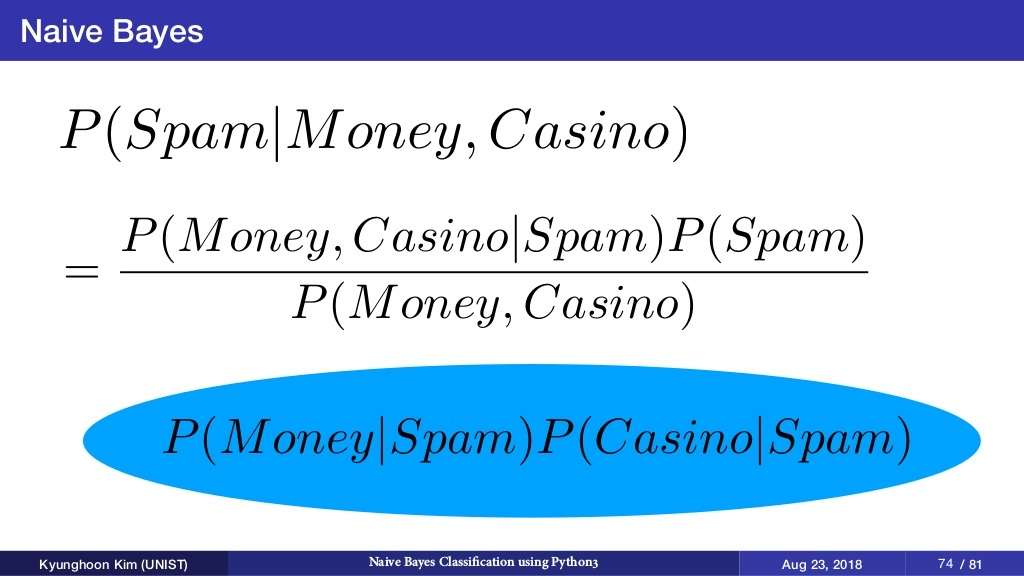 Naive Bayes
P(Spam|Money, Casino)
= P(Money, Casino|Spam)P(Spam)
P(Money, Casino)
P(Money|Spam)P(Casino|Spam)
Kyunghoon Kim (UNIST) Naive Bayes Classification using Python3 Aug 23, 2018 74 / 81